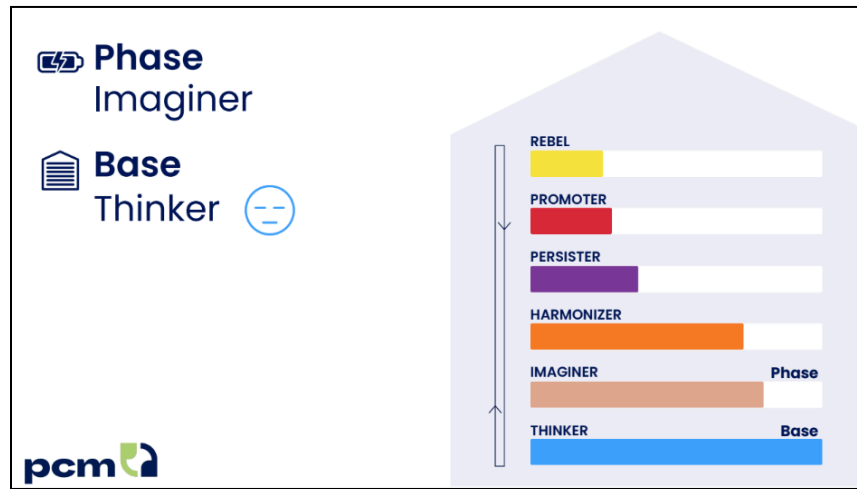 Phase
Imaginer
Base
Thinker
REBEL
PROMOTER
PERSISTER
HARMONIZER
IMAGINER Phase
THINKER Base
pcm